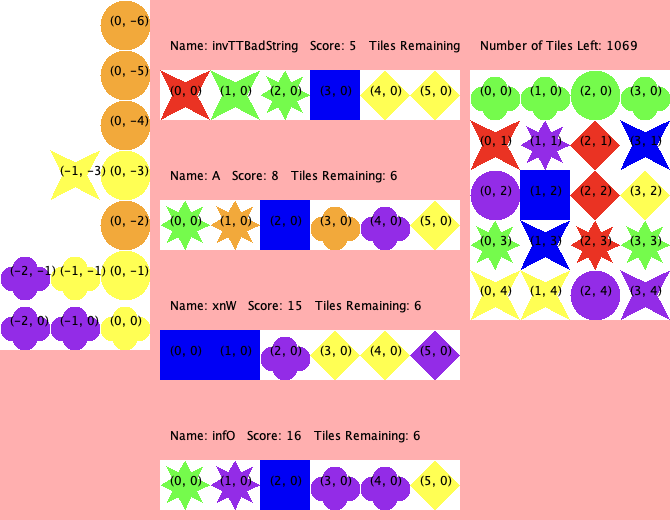 (0, -6)
(0, -5)
(0, -4)
(-1, -3) (0, -3)
(0, -2)
(-2, -1) (-1, -1) (0, -1)
(-2, 0) (-1, 0) (0, 0)
Name: invTTBadString Score: 5 Tiles Remaining
(0, 0) (1, 0) (2, 0) (3, 0) (4, 0) (5, 0)
Name: A Score: 8 Tiles Remaining: 6
(0, 0) (1, 0) (2, 0) (3, 0) (4, 0) (5, 0)
Name: xnW Score: 15 Tiles Remaining: 6
(0, 0) (1, 0) (2, 0) (3, 0) (4, 0) (5, 0)
Name: infO Score: 16 Tiles Remaining: 6
(0, 0) (1, 0) (2, 0) (3, 0) (4, 0) (5, 0)
Number of Tiles Left: 1069
(0, 0) (1, 0) (2, 0) (3, 0)
(0, 1) (1, 1) (2, 1) (3, 1)
(0, 2) (1, 2) (2, 2) (3, 2)
(0, 3) (1, 3) (2, 3) (3, 3)
(0, 4) (1, 4) (2, 4) (3, 4)